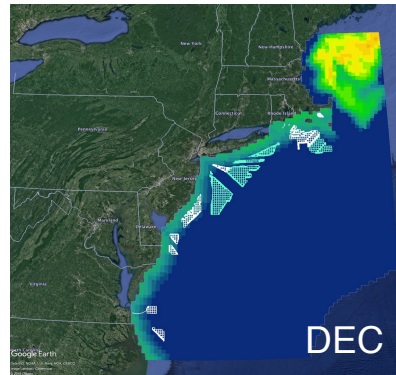 New York
New Hampshire
Massachusetts
Connecticut
Rhode Island
Pennsylvania
New Jersey
Maryland
Delaware
Virginia
DEC
Google Earth